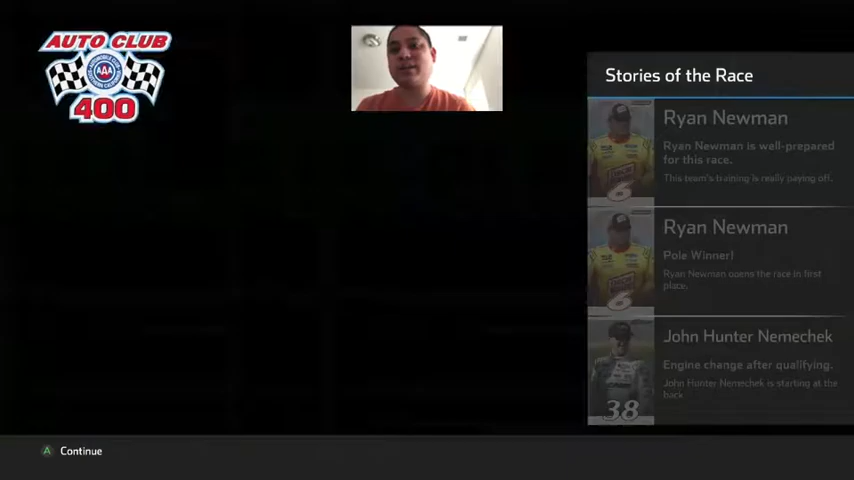 AUTO CLUB
AAA
400
Stories of the Race
Ryan Newman
Ryan Newman is well-prepared
for this race.
This team's training is really paying off.
6
Ryan Newman
Pole Winner!
Ryan Newman opens the race in first
place.
6
John Hunter Nemechek
Engine change after qualifying.
John Hunter Nemechek is starting at the
back
38
A Continue